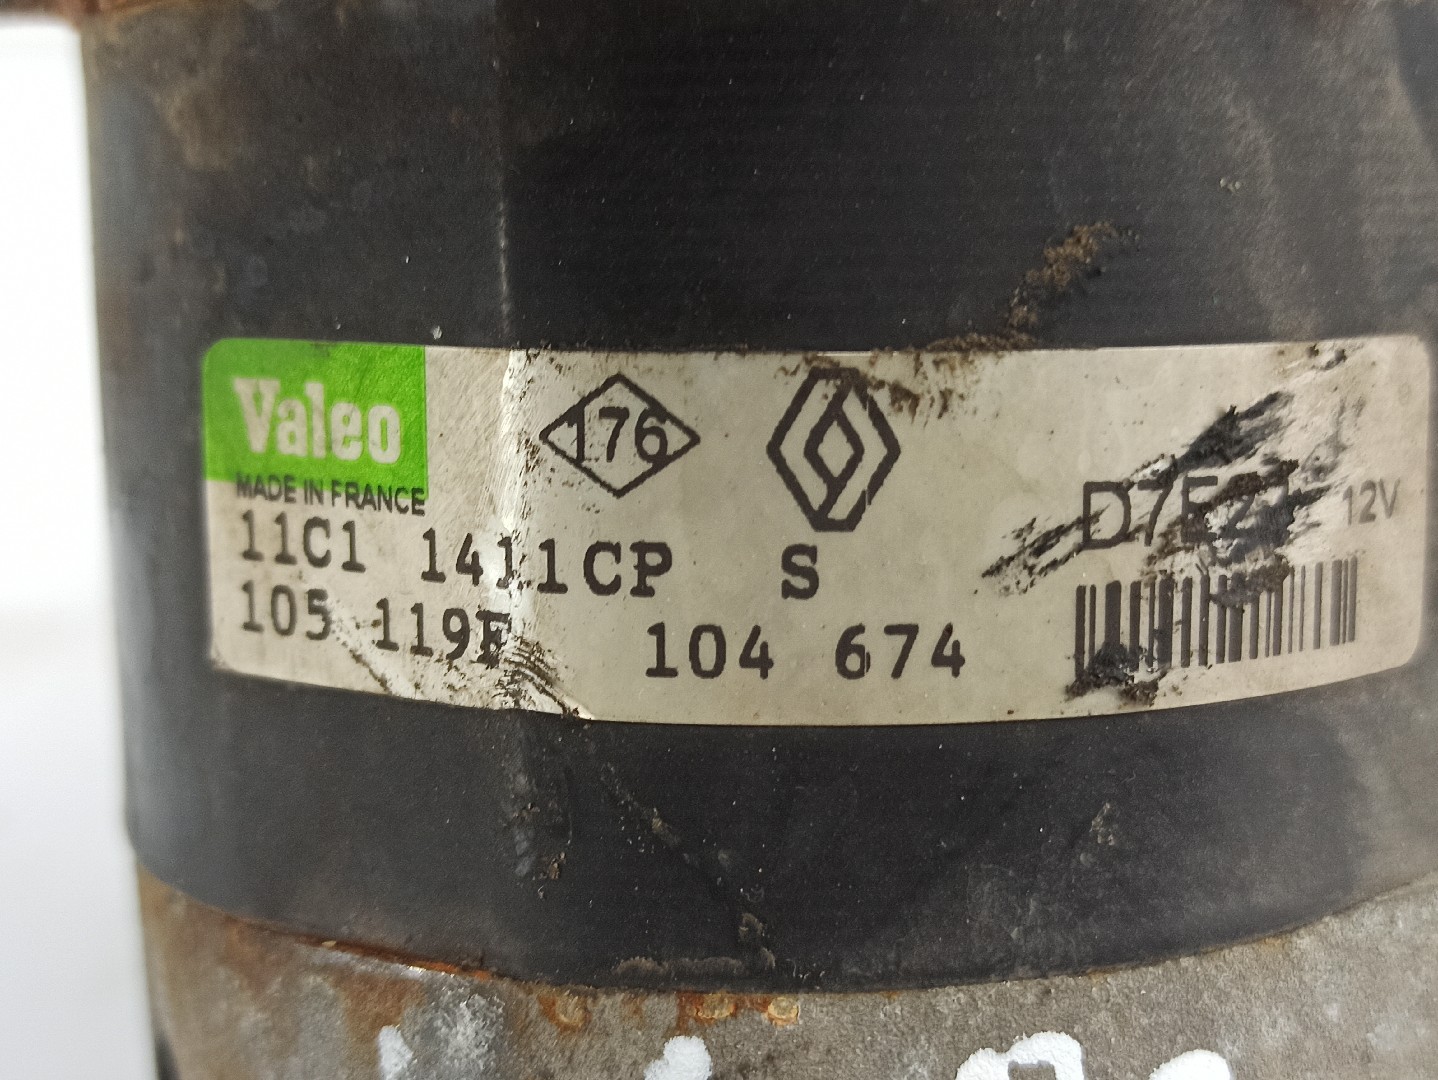 Valeo
MADE IN FRANCE
176
12V
11C1 1411CP S
105 119F 104 674